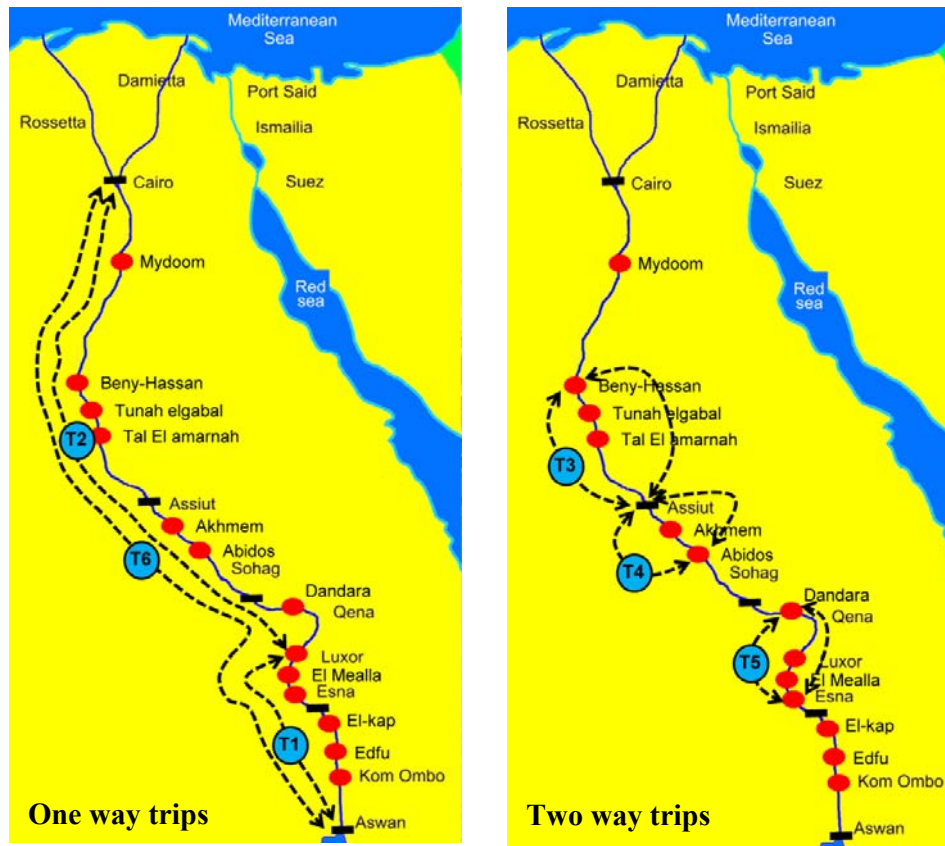 Mediterranean
Sea
Damietta
Port Said
Rossetta
Ismailia
Cairo
Suez
Mydoom
Red
sea
Beny-Hassan
Tunah elgabal
T2
Tal El amarnah
Assiut
Akhmem
T6
Abidos
Sohag
Dandara
Qena
Luxor
El Mealla
Esna
El-kap
T1
Edfu
Kom Ombo
One way trips
Aswan
Mediterranean
Sea
Damietta
Port Said
Rossetta
Ismailia
Cairo
Suez
Mydoom
Red
sea
Beny-Hassan
Tunah elgabal
Tal El amarnah
T3
Assiut
Akhmem
Abidos
T4
Sohag
Dandara
Qena
T5
Luxor
El Mealla
Esna
El-kap
Edfu
Kom Ombo
Two way trips
Aswan